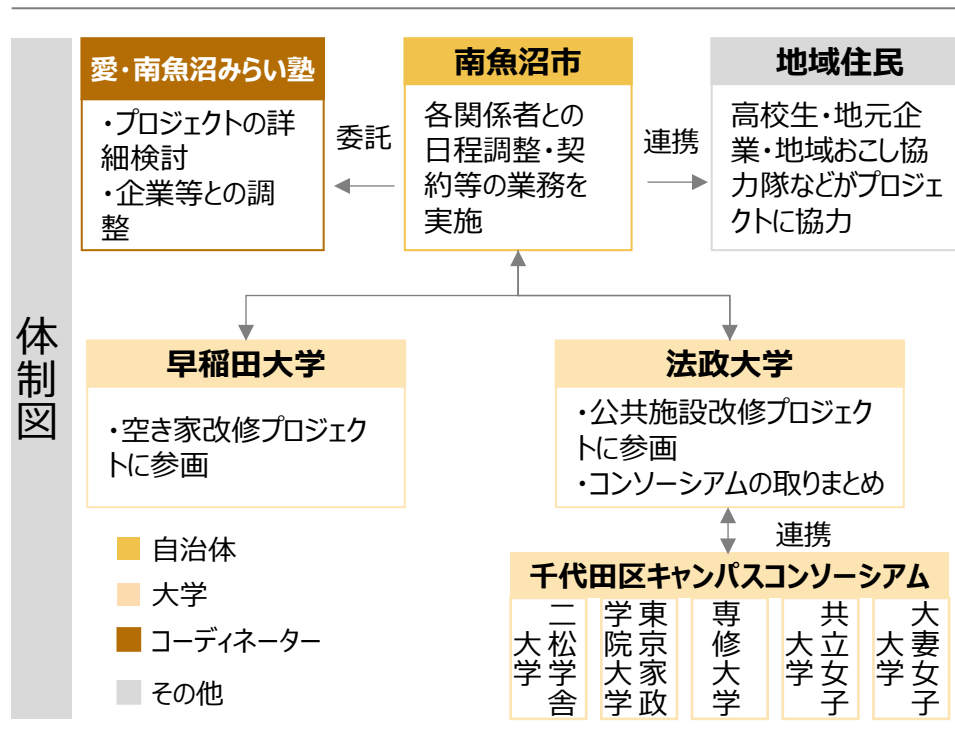 体制図
愛・南魚沼みらい塾
・プロジェクトの詳
細検討
・企業等との調
整
委託
南魚沼市
各関係者との
日程調整・契
約等の業務を
実施
連携
地域住民
高校生・地元企
業・地域おこし協
力隊などがプロジェ
クトに協力
早稲田大学
・空き家改修プロジェク
トに参画
法政大学
・公共施設改修プロジェク
トに参画
・コンソーシアムの取りまとめ
連携
千代田区キャンパスコンソーシアム
二松学舎
大学
東京家政
学院大学
専修大学
共立女子
大学
大妻女子
大学
自治体
大学
コーディネーター
その他